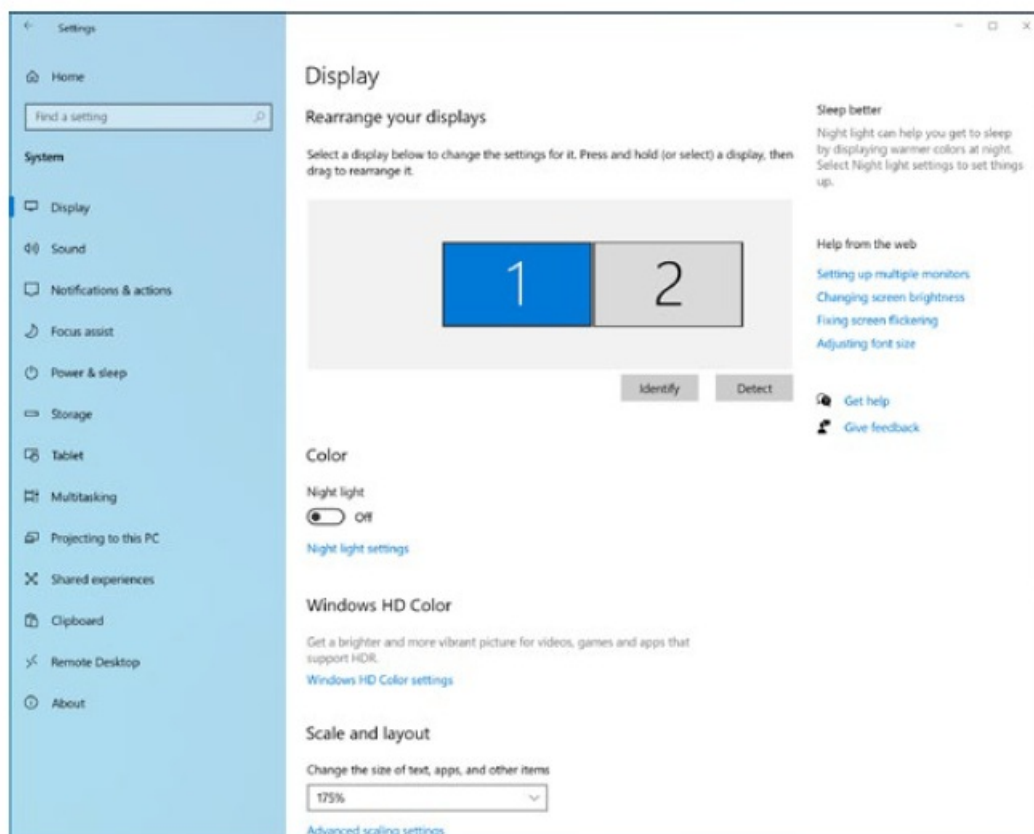 Settings
Home
Find a setting
System
Display
Sound
Notifications & actions
Focus assist
Power & sleep
Storage
Tablet
Multitasking
Projecting to this PC
Shared experiences
Clipboard
Remote Desktop
About
Display
Rearrange your displays
Select a display below to change the settings for it. Press and hold (or select) a display, then
drag to rearrange it.
1
2
Identify
Detect
Color
Night light
Off
Night light settings
Windows HD Color
Get a brighter and more vibrant picture for videos, games and apps that
support HDR.
Windows HD Color settings
Scale and layout
Change the size of text, apps, and other items
175%
Advanced scaling settings
Sleep better
Night light can help you get to sleep
by displaying warmer colors at night.
Select Night light settings to set things
up.
Help from the web
Setting up multiple monitors
Changing screen brightness
Fixing screen flickering
Adjusting font size
Get help
Give feedback